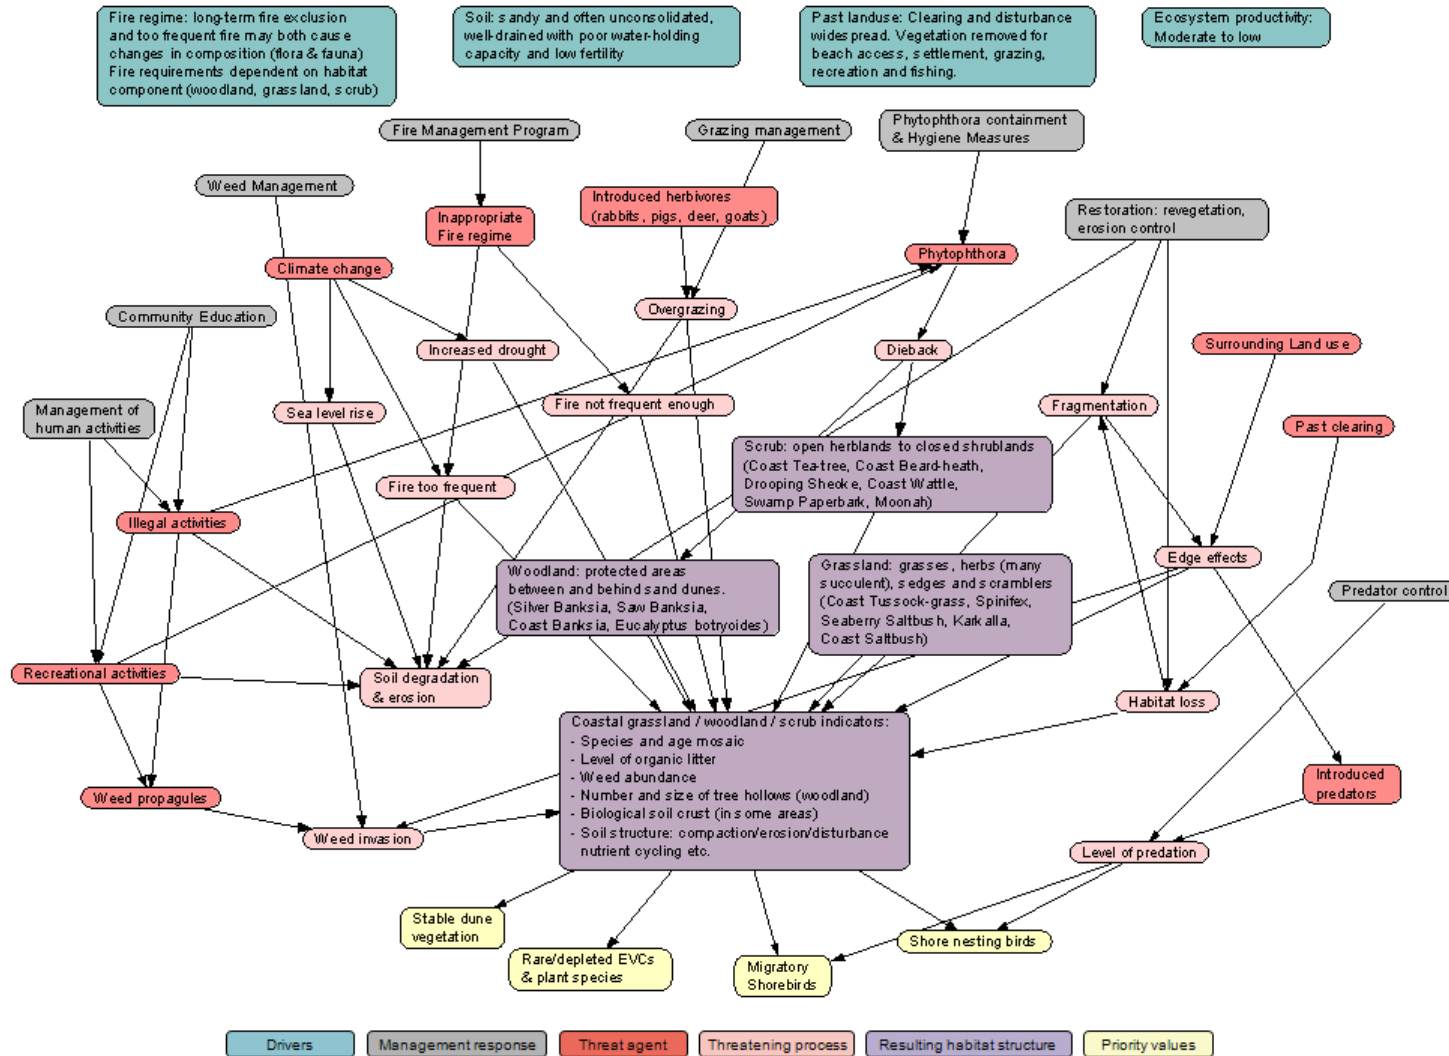 Fire regime: long-term fire exclusion
and too frequent fire may both cause
changes in composition (flora & fauna)
Fire requirements dependent on habitat
component (woodland, grassland, scrub)
Soil: sandy and often unconsolidated,
well-drained with poor water-holding
capacity and low fertility
Past landuse: Clearing and disturbance
widespread. Vegetation removed for
beach access, settlement, grazing,
recreation and fishing.
Ecosystem productivity:
Moderate to low
Fire Management Program
Grazing management
Phytophthora containment
& Hygiene Measures
Weed Management
Introduced herbivores
(rabbits, pigs, deer, goats)
Restoration: revegetation,
erosion control
Inappropriate
Fire regime
Phytophthora
Climate change
Community Education
Overgrazing
Increased drought
Dieback
Surrounding Land use
Management of
human activities
Sea level rise
Fire not frequent enough
Fragmentation
Past clearing
Scrub: open herblands to closed shrublands
(Coast Tea-tree, Coast Beard-heath,
Drooping Sheoke, Coast Wattle,
Swamp Paperbark, Moonah)
Fire too frequent
Illegal activities
Edge effects
Woodland: protected areas
between and behind sand dunes.
(Silver Banksia, Saw Banksia,
Coast Banksia, Eucalyptus botryoides)
Grassland: grasses, herbs (many
succulent), sedges and scramblers
(Coast Tussock-grass, Spinifex,
Seaberry Saltbush, Karkalla,
Coast Saltbush)
Predator control
Recreational activities
Soil degradation
& erosion
Habitat loss
Coastal grassland / woodland / scrub indicators:
- Species and age mosaic
- Level of organic litter
- Weed abundance
- Number and size of tree hollows (woodland)
- Biological soil crust (in some areas)
- Soil structure: compaction/erosion/disturbance
nutrient cycling etc.
Introduced
predators
Weed propagules
Weed invasion
Level of predation
Stable dune
vegetation
Shore nesting birds
Rare/depleted EVCs
& plant species
Migratory
Shorebirds
Drivers
Management response
Threat agent
Threatening process
Resulting habitat structure
Priority values